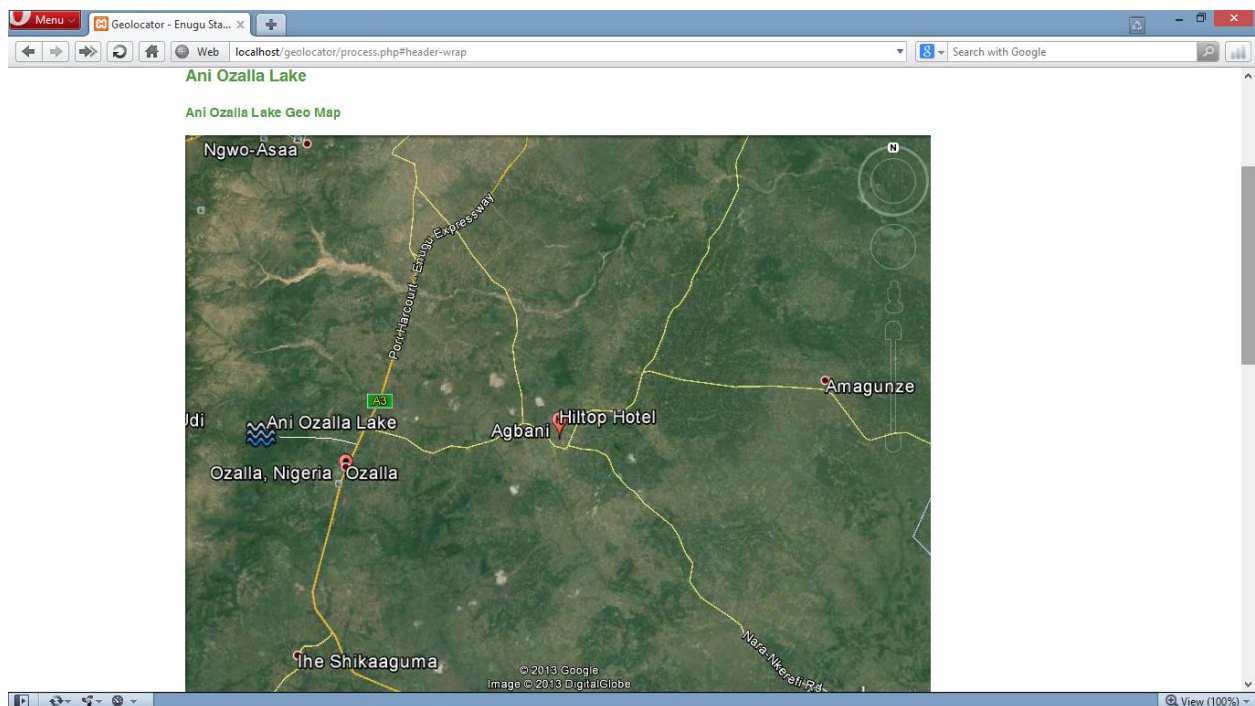 Menu
Geolocator - Enugu Sta...
Web
localhost/geolocator/process.php#header-wrap
Search with Google
Ani Ozalla Lake
Ani Ozalla Lake Geo Map
Ngwo-Asaa
N
Port Harcourt - Enugu Expressway
A3
Amagunze
Hilltop Hotel
Udi
Ani Ozalla Lake
Agbani
Ozalla, Nigeria
Ozalla
Ihe Shikaaguma
Nara-Nkerefi Rd
© 2013 Google
Image © 2013 DigitalGlobe
View (100%)